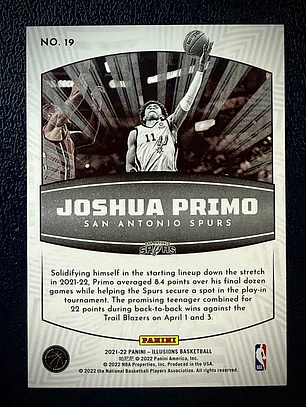 NO. 19
11
JOSHUA PRIMO
SAN ANTONIO SPURS
SPURS
Solidifying himself in the starting lineup down the stretch
in 2021-22, Primo averaged 8.4 points over his final dozen
games while helping the Spurs secure a spot in the play-in
tournament. The promising teenager combined for
22 points during back-to-back wins against the
Trail Blazers on April 1 and 3.
PANINI
2021-22 PANINI – ILLUSIONS BASKETBALL
© 2022 Panini America, Inc.
© 2022 NBA Properties, Inc. Produced in the USA.
© 2022 the National Basketball Players Association. All rights reserved.
NBA